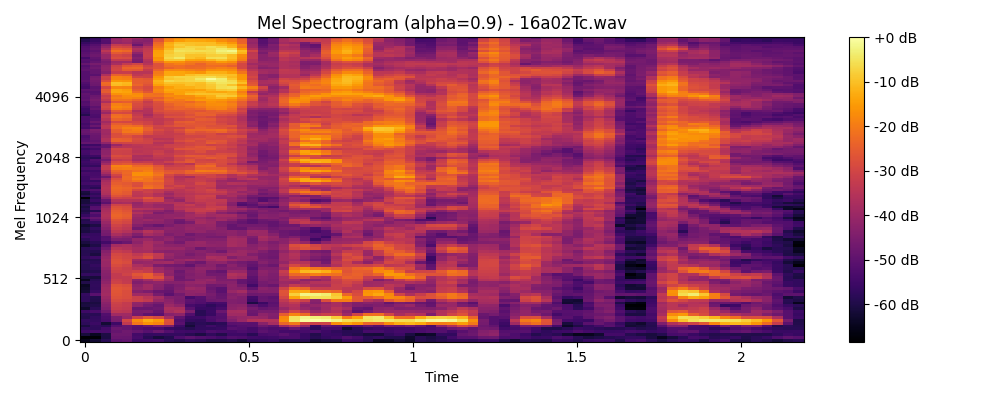 Mel Spectrogram (alpha=0.9) - 16a02Tc.wav
Mel Frequency
4096
2048
1024
512
0
0
0.5
1
1.5
2
Time
+0 dB
-10 dB
-20 dB
-30 dB
-40 dB
-50 dB
-60 dB